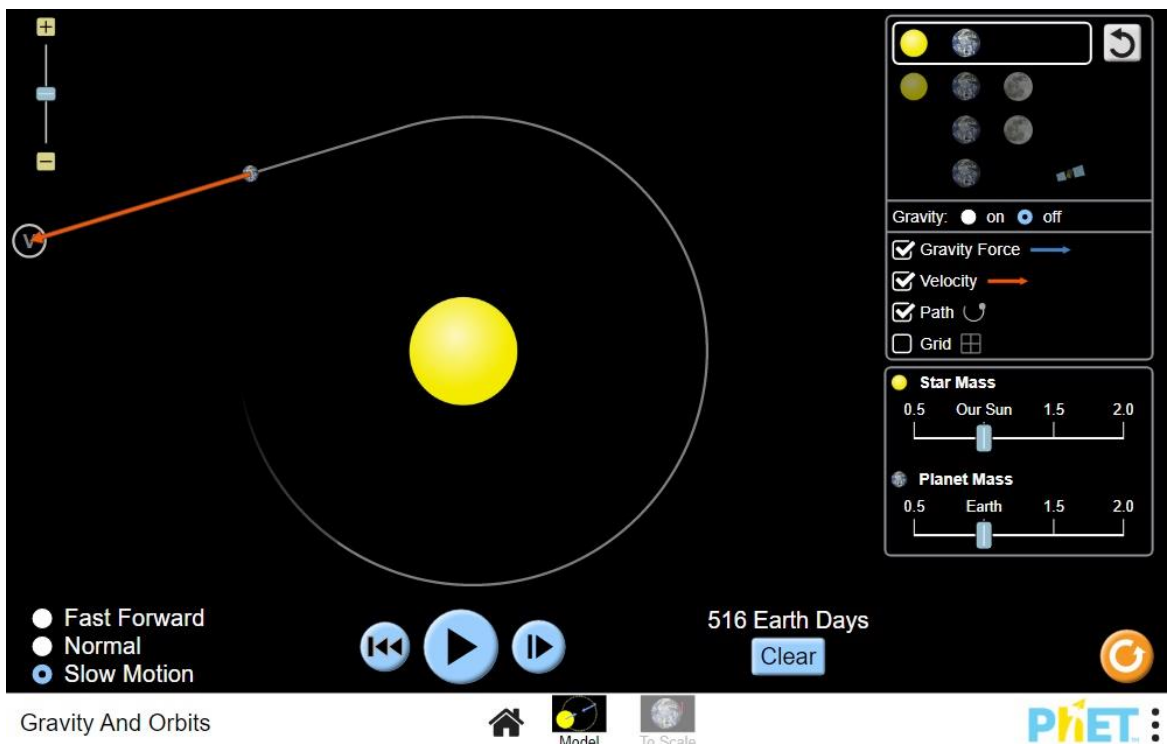 +
−
V
Gravity: on off
Gravity Force
Velocity
Path
Grid
Star Mass
0.5 Our Sun 1.5 2.0
Planet Mass
0.5 Earth 1.5 2.0
Fast Forward
Normal
Slow Motion
516 Earth Days
Clear
Gravity And Orbits
Model
To Scale
PhET